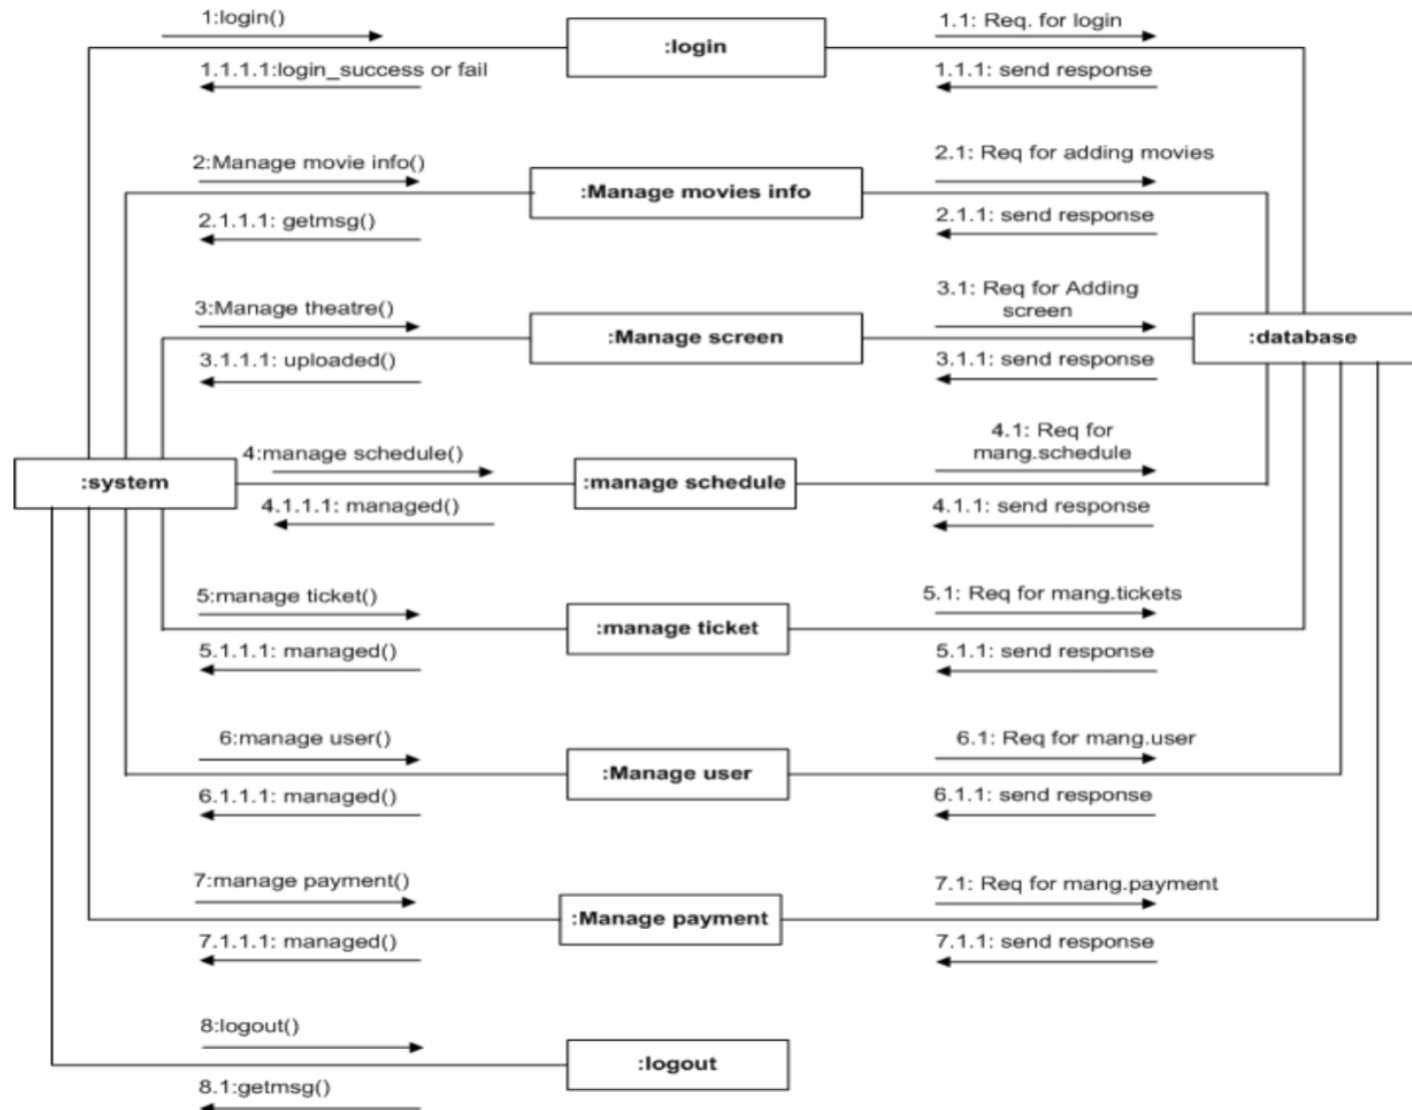 1:login()
1.1: Req. for login
:login
1.1.1.1:login_success or fail
1.1.1: send response
2:Manage movie info()
2.1: Req for adding movies
:Manage movies info
2.1.1.1: getmsg()
2.1.1: send response
3:Manage theatre()
3.1: Req for Adding
screen
:Manage screen
:database
3.1.1.1: uploaded()
3.1.1: send response
4:manage schedule()
4.1: Req for
mang.schedule
:system
:manage schedule
4.1.1.1: managed()
4.1.1: send response
5:manage ticket()
5.1: Req for mang.tickets
:manage ticket
5.1.1.1: managed()
5.1.1: send response
6:manage user()
6.1: Req for mang.user
:Manage user
6.1.1.1: managed()
6.1.1: send response
7:manage payment()
7.1: Req for mang.payment
:Manage payment
7.1.1.1: managed()
7.1.1: send response
8:logout()
:logout
8.1:getmsg()